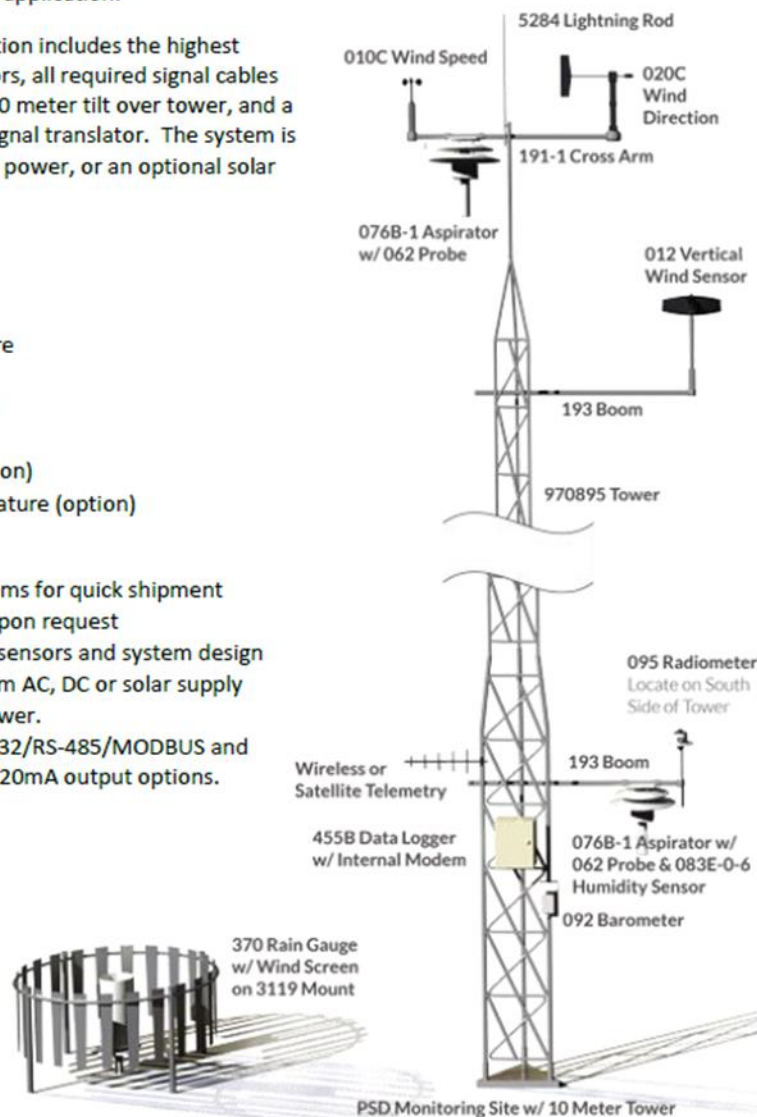 application.
tion includes the highest
ors, all required signal cables
0 meter tilt over tower, and a
ignal translator. The system is
power, or an optional solar
re
on)
ature (option)
ms for quick shipment
pon request
sensors and system design
m AC, DC or solar supply
wer.
32/RS-485/MODBUS and
20mA output options.
5284 Lightning Rod
010C Wind Speed
020C
Wind
Direction
191-1 Cross Arm
076B-1 Aspirator
w/ 062 Probe
012 Vertical
Wind Sensor
193 Boom
970895 Tower
095 Radiometer
Locate on South
Side of Tower
193 Boom
Wireless or
Satellite Telemetry
455B Data Logger
w/ Internal Modem
076B-1 Aspirator w/
062 Probe & 083E-0-6
Humidity Sensor
092 Barometer
370 Rain Gauge
w/ Wind Screen
on 3119 Mount
PSD Monitoring Site w/ 10 Meter Tower